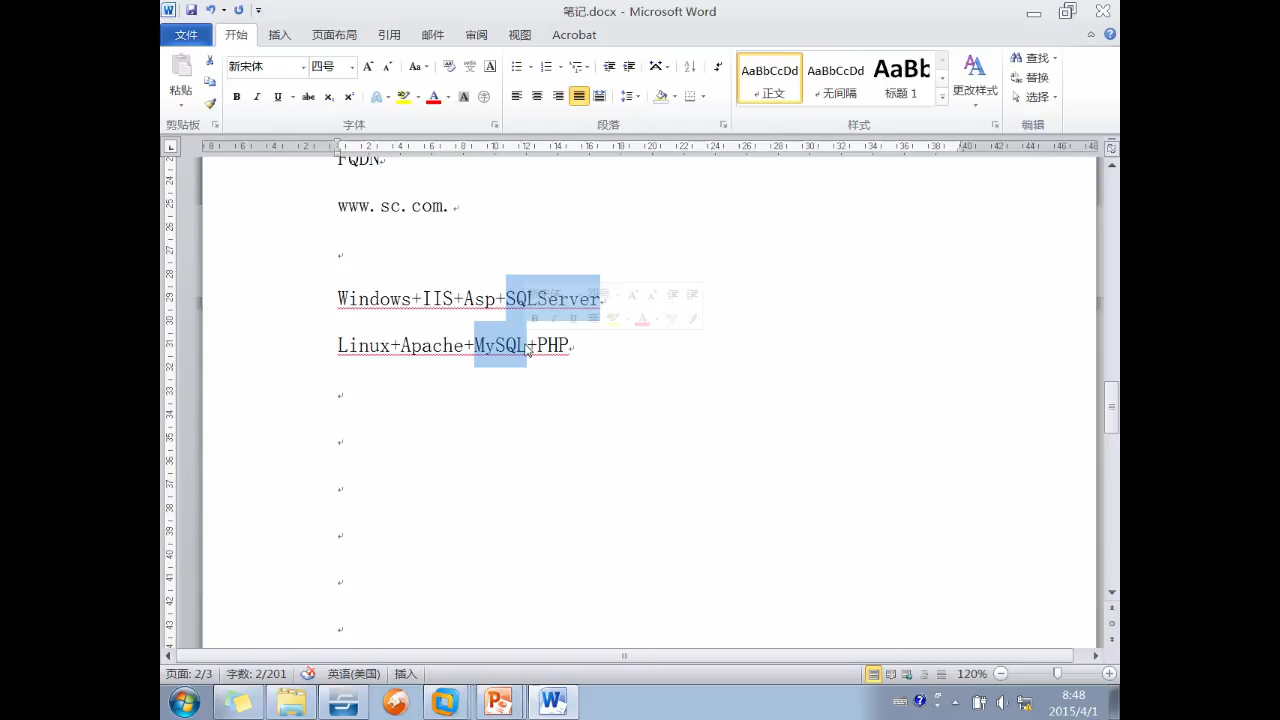 笔记.docx - Microsoft Word
文件 开始 插入 页面布局 引用 邮件 审阅 视图 Acrobat
粘贴
新宋体 四号
AaBbCcDd AaBbCcDd AaBb
正文 无间隔 标题 1
更改样式
查找
替换
选择
剪贴板 字体 段落 样式 编辑
FQDN
www.sc.com.
Windows+IIS+Asp+SQLServer
Linux+Apache+MySQL+PHP
页面: 2/3 字数: 2/201 英语(美国) 插入 120%
8:48
2015/4/1